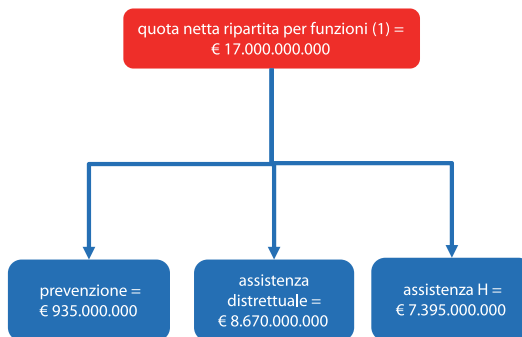 quota netta ripartita per funzioni (1) =
€ 17.000.000.000
prevenzione =
€ 935.000.000
assistenza
distrettuale =
€ 8.670.000.000
assistenza H =
€ 7.395.000.000